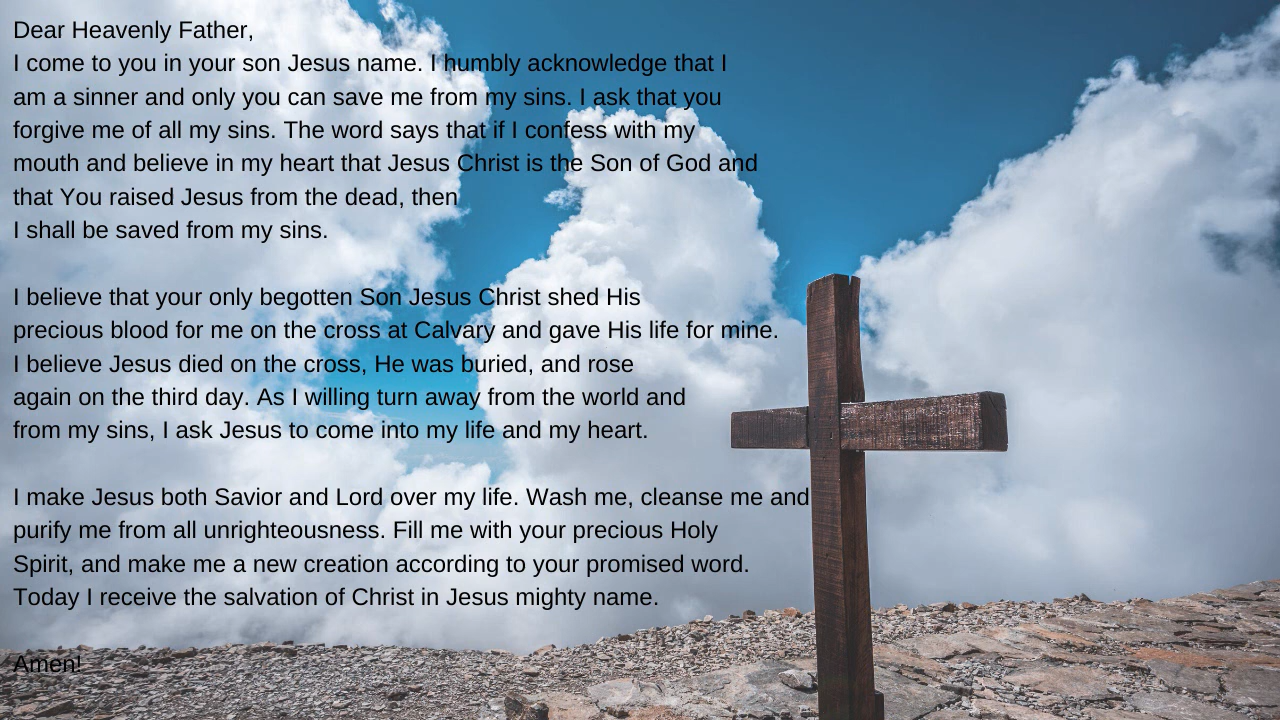 Dear Heavenly Father,
I come to you in your son Jesus name. I humbly acknowledge that I
am a sinner and only you can save me from my sins. I ask that you
forgive me of all my sins. The word says that if I confess with my
mouth and believe in my heart that Jesus Christ is the Son of God and
that You raised Jesus from the dead, then
I shall be saved from my sins.
I believe that your only begotten Son Jesus Christ shed His
precious blood for me on the cross at Calvary and gave His life for mine.
I believe Jesus died on the cross, He was buried, and rose
again on the third day. As I willing turn away from the world and
from my sins, I ask Jesus to come into my life and my heart.
I make Jesus both Savior and Lord over my life. Wash me, cleanse me and
purify me from all unrighteousness. Fill me with your precious Holy
Spirit, and make me a new creation according to your promised word.
Today I receive the salvation of Christ in Jesus mighty name.
Amen!